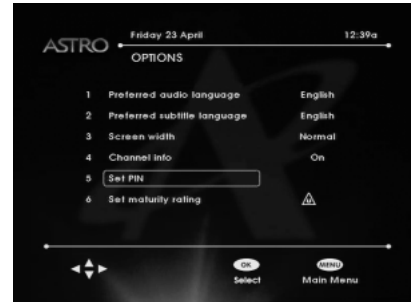 ASTRO
Friday 23 April 12:39a
OPTIONS
1 Preferred audio language English
2 Preferred subtitle language English
3 Screen width Normal
4 Channel info On
5 Set PIN
6 Set maturity rating U
OK MENU
Select Main Menu